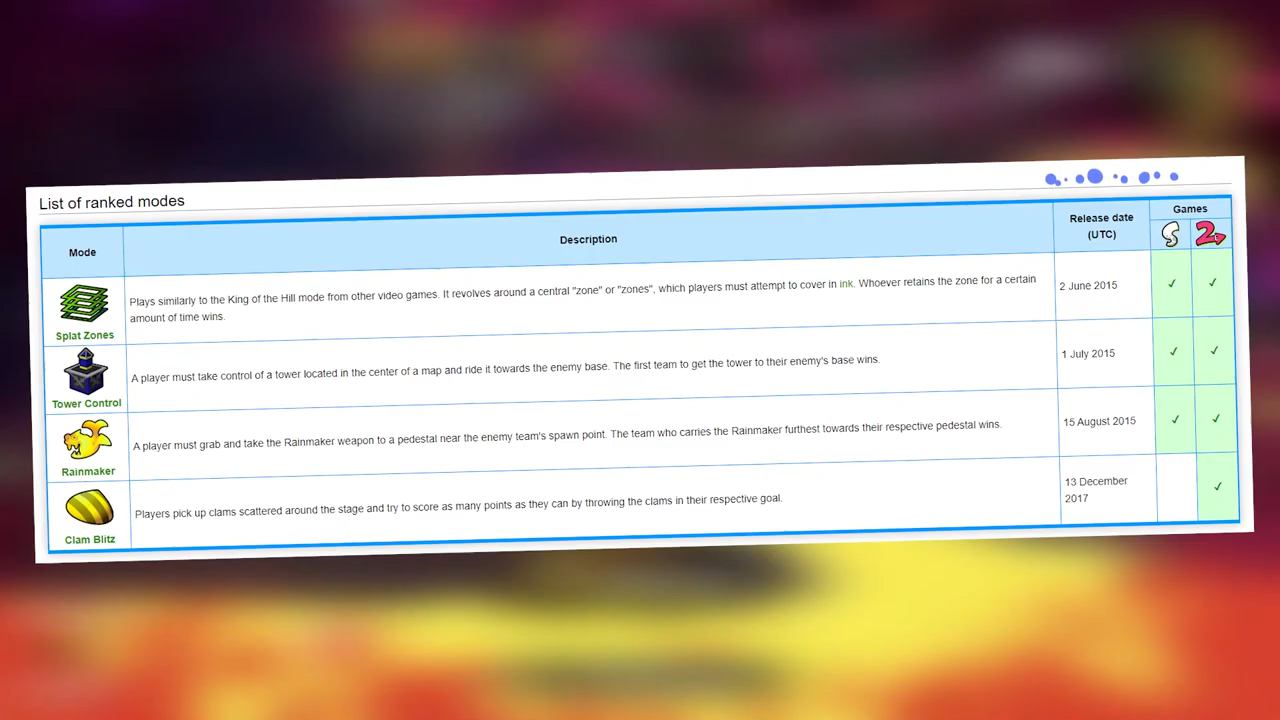 List of ranked modes
Mode
Description
Release date
(UTC)
Games
S
2
Plays similarly to the King of the Hill mode from other video games. It revolves around a central "zone" or "zones", which players must attempt to cover in ink. Whoever retains the zone for a certain
amount of time wins.
Splat Zones
2 June 2015
✓
✓
A player must take control of a tower located in the center of a map and ride it towards the enemy base. The first team to get the tower to their enemy's base wins.
Tower Control
1 July 2015
✓
✓
A player must grab and take the Rainmaker weapon to a pedestal near the enemy team's spawn point. The team who carries the Rainmaker furthest towards their respective pedestal wins.
Rainmaker
15 August 2015
✓
✓
Players pick up clams scattered around the stage and try to score as many points as they can by throwing the clams in their respective goal.
Clam Blitz
13 December
2017
✓